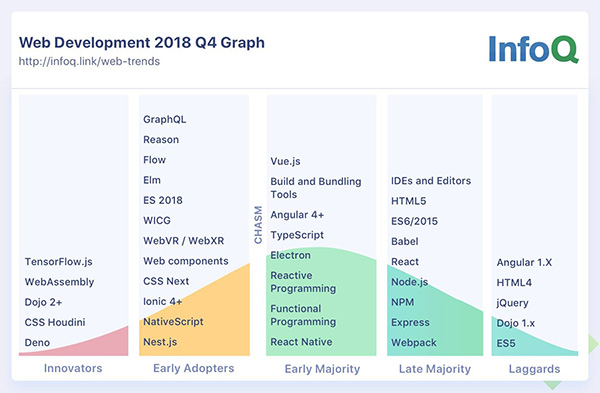 Web Development 2018 Q4 Graph
http://infoq.link/web-trends
InfoQ
TensorFlow.js
WebAssembly
Dojo 2+
CSS Houdini
Deno
Innovators
GraphQL
Reason
Flow
Elm
ES 2018
WICG
WebVR / WebXR
Web components
CSS Next
Ionic 4+
NativeScript
Nest.js
Early Adopters
CHASM
Vue.js
Build and Bundling
Tools
Angular 4+
TypeScript
Electron
Reactive
Programming
Functional
Programming
React Native
Early Majority
IDEs and Editors
HTML5
ES6/2015
Babel
React
Node.js
NPM
Express
Webpack
Late Majority
Angular 1.X
HTML4
jQuery
Dojo 1.x
ES5
Laggards